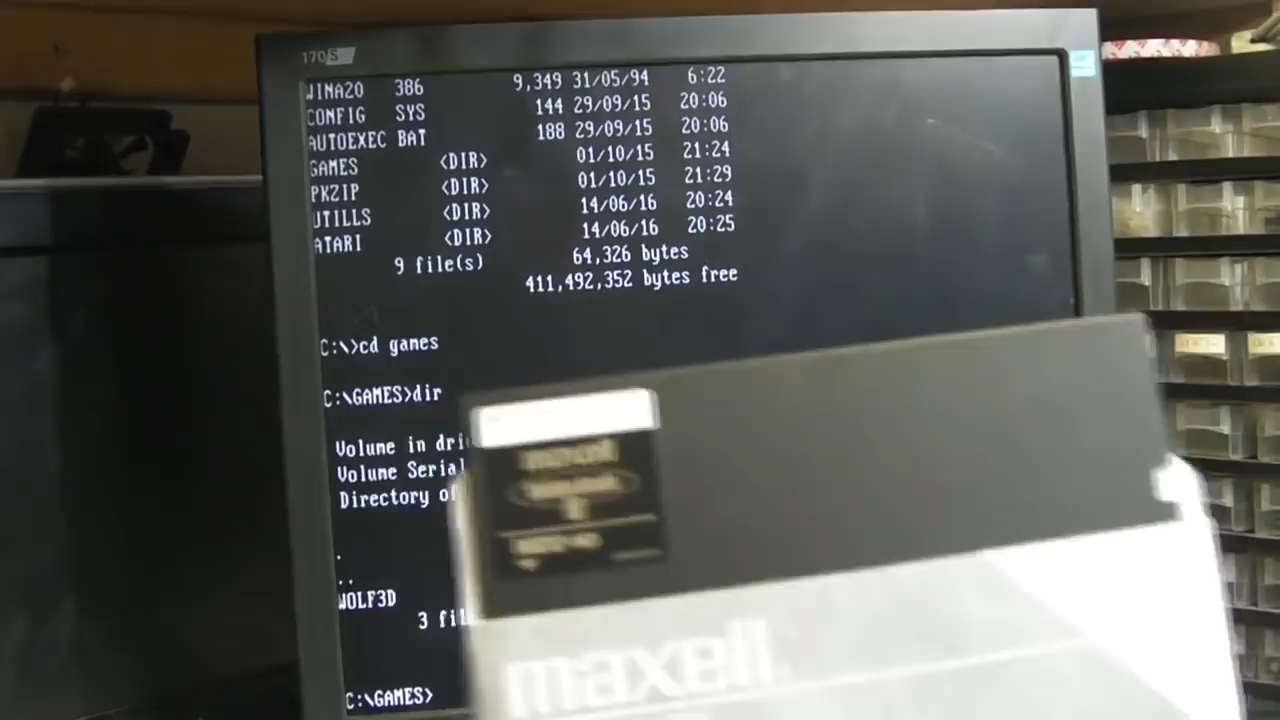 170S
WINA20 386 9,349 31/05/94 6:22
CONFIG SYS 144 29/09/15 20:06
AUTOEXEC BAT 188 29/09/15 20:06
GAMES <DIR> 01/10/15 21:24
PKZIP <DIR> 01/10/15 21:29
UTILLS <DIR> 14/06/16 20:24
ATARI <DIR> 14/06/16 20:25
9 file(s) 64,326 bytes
411,492,352 bytes free
C:\>cd games
C:\GAMES>dir
Volume in dri
Volume Serial
Directory of
.
..
WOLF3D
3 fil
C:\GAMES>
maxell
maxell